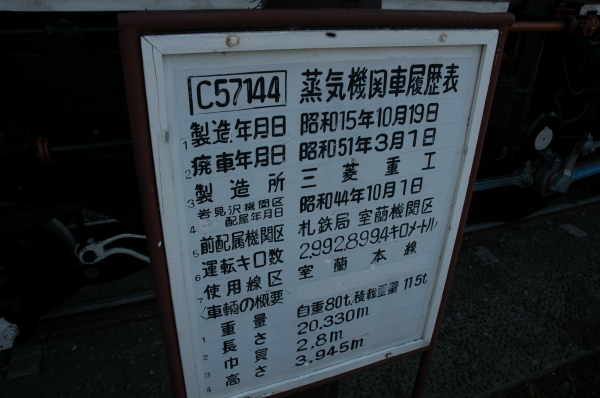 C57144 蒸気機関車履歴表
1 製造年月日 昭和15年10月19日
2 廃車年月日 昭和51年3月1日
3 製造所 三菱重工
4 岩見沢機関区配属年月日 昭和44年10月1日
5 前配属機関区 札鉄局 室蘭機関区
6 運転キロ数 2,992,899.4キロメートル
7 使用線区 室蘭本線
〈車輌の概要〉
1 重量 自重80t,積載重量 11.5t
2 長さ 20.330m
3 巾員 2.8m
4 高さ 3.945m